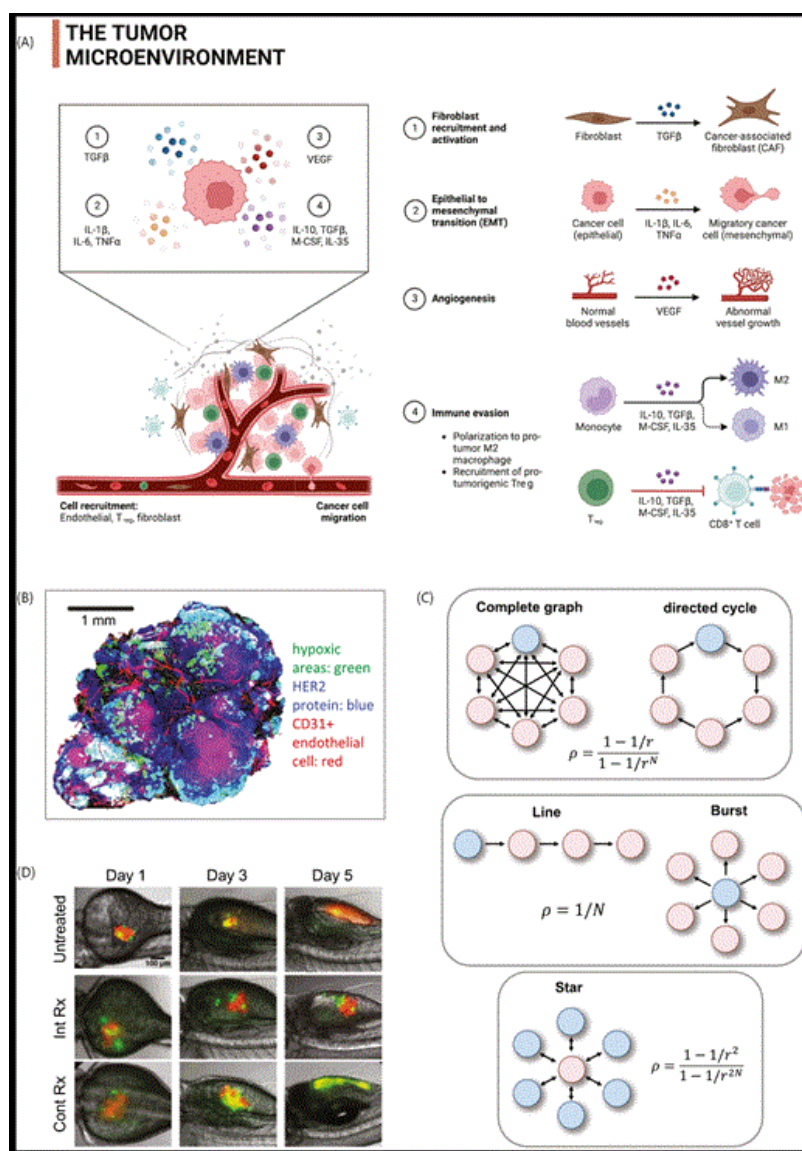 (A)
THE TUMOR
MICROENVIRONMENT
1
TGFβ
3
VEGF
2
IL-1β,
IL-6, TNFα
4
IL-10, TGFβ,
M-CSF, IL-35
Cell recruitment:
Endothelial, Treg, fibroblast
Cancer cell
migration
1
Fibroblast
recruitment and
activation
Fibroblast
TGFβ
Cancer-associated
fibroblast (CAF)
2
Epithelial to
mesenchymal
transition (EMT)
Cancer cell
(epithelial)
IL-1β, IL-6,
TNFα
Migratory cancer
cell (mesenchymal)
3
Angiogenesis
Normal
blood vessels
VEGF
Abnormal
vessel growth
4
Immune evasion
• Polarization to pro-
tumor M2
macrophage
• Recruitment of pro-
tumorigenic Treg
Monocyte
IL-10, TGFβ,
M-CSF, IL-35
M2
M1
Treg
IL-10, TGFβ,
M-CSF, IL-35
CD8+ T cell
(B)
1 mm
hypoxic
areas: green
HER2
protein: blue
CD31+
endothelial
cell: red
(C)
Complete graph
directed cycle
ρ = (1 − 1/r)/(1 − 1/r^N)
Line
Burst
ρ = 1/N
Star
ρ = (1 − 1/r^2)/(1 − 1/r^2N)
(D)
Day 1
Day 3
Day 5
Untreated
100 μm
Int Rx
Cont Rx